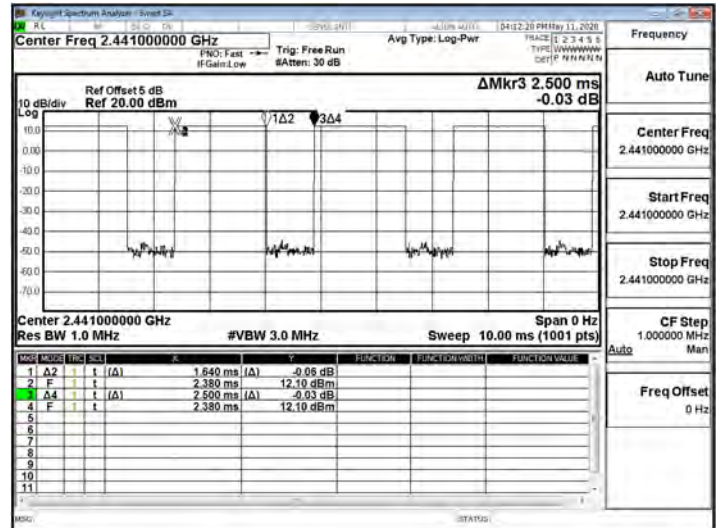 Keysight Spectrum Analyzer - Swept SA
RL
Center Freq 2.441000000 GHz
PNO: Fast
IFGain:Low
Trig: Free Run
#Atten: 30 dB
Avg Type: Log-Pwr
04:12:20 PM May 11, 2020
TRACE 1 2 3 4 5 6
TYPE WWWWWW
DET P NNNNN
Frequency
Auto Tune
Center Freq
2.441000000 GHz
Start Freq
2.441000000 GHz
Stop Freq
2.441000000 GHz
CF Step
1.000000 MHz
Auto Man
Freq Offset
0 Hz
ΔMkr3 2.500 ms
-0.03 dB
Ref Offset 5 dB
10 dB/div Ref 20.00 dBm
Log
10.0
0.00
-10.0
-20.0
-30.0
-40.0
-50.0
-60.0
-70.0
1Δ2 3Δ4
Center 2.441000000 GHz Span 0 Hz
Res BW 1.0 MHz #VBW 3.0 MHz Sweep 10.00 ms (1001 pts)
MKR MODE TRC SCL X Y FUNCTION FUNCTION WIDTH FUNCTION VALUE
1 Δ2 1 t (Δ) 1.640 ms (Δ) -0.06 dB
2 F 1 t 2.380 ms 12.10 dBm
3 Δ4 1 t (Δ) 2.500 ms (Δ) -0.03 dB
4 F 1 t 2.380 ms 12.10 dBm
5
6
7
8
9
10
11
MSG STATUS